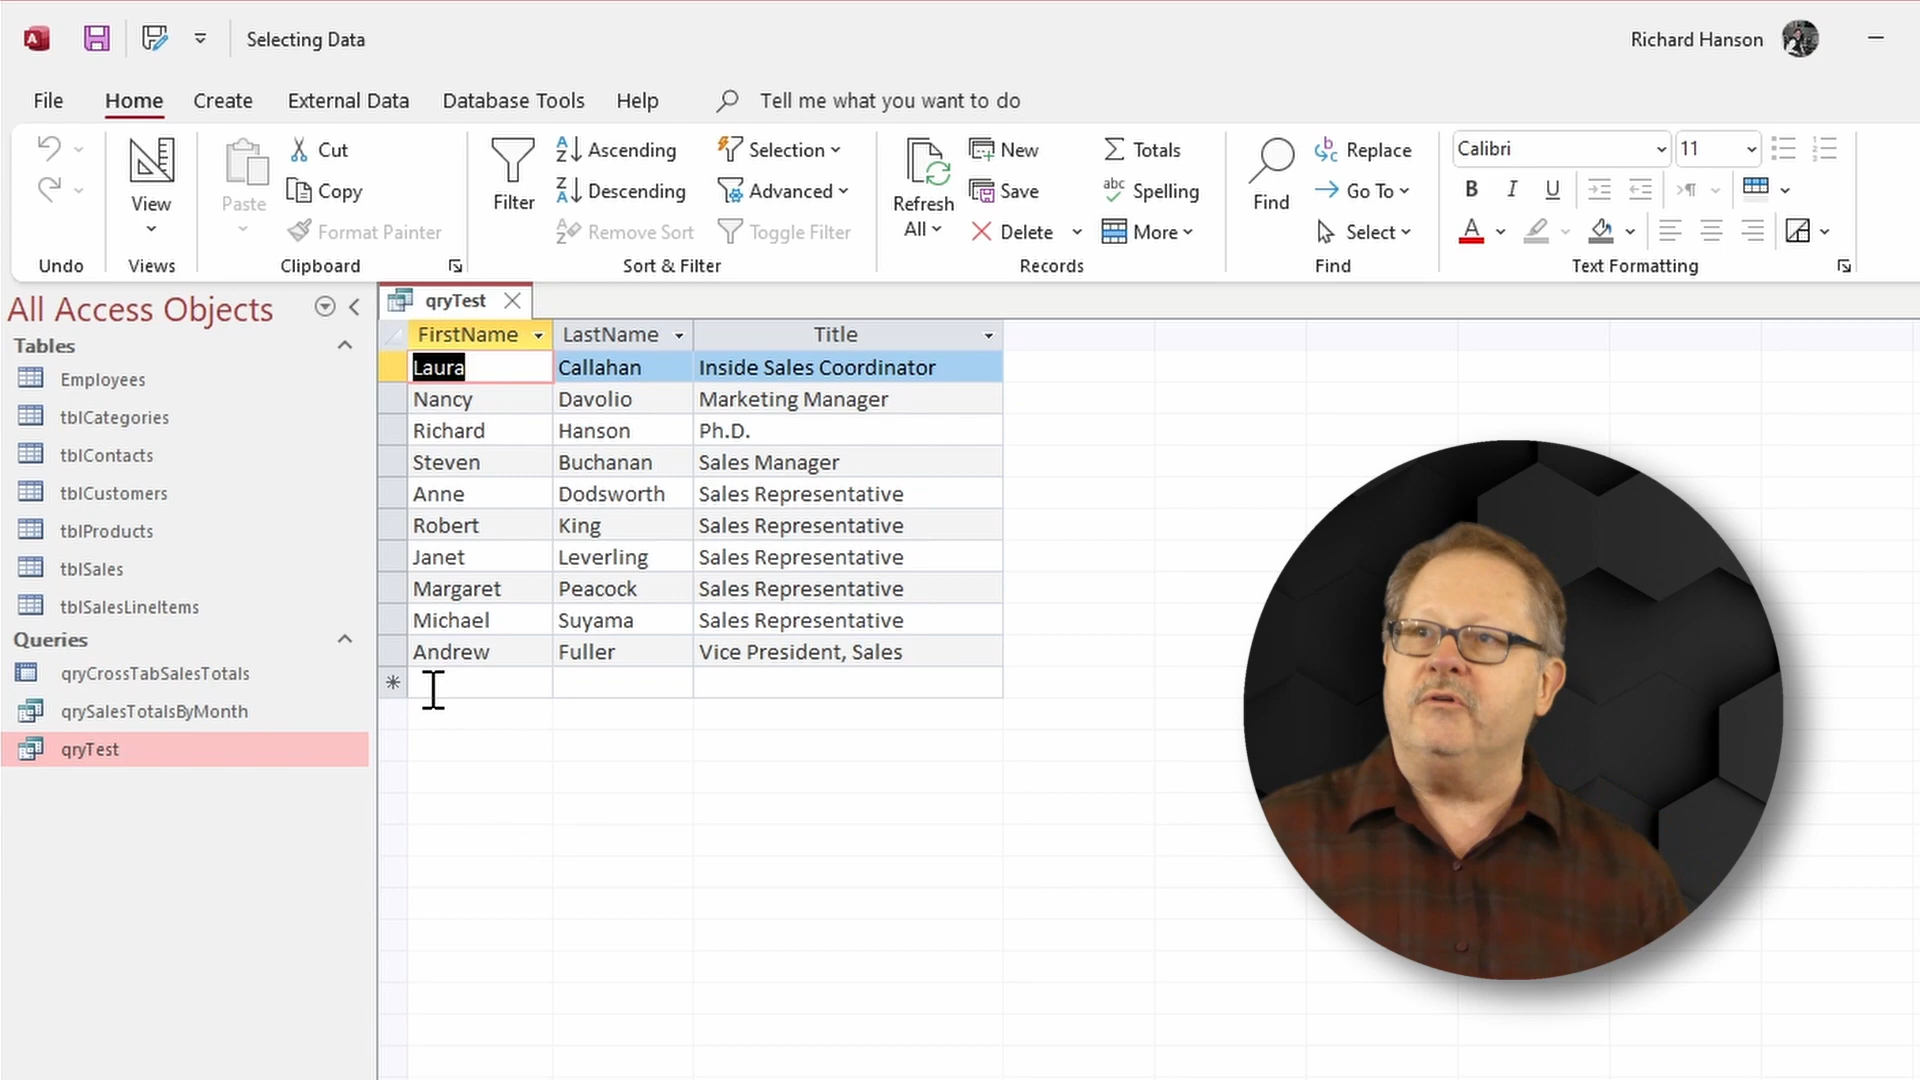 Selecting Data
Richard Hanson
File Home Create External Data Database Tools Help Tell me what you want to do
Undo
View
Views
Paste
Cut
Copy
Format Painter
Clipboard
Filter
Ascending
Descending
Remove Sort
Selection
Advanced
Toggle Filter
Sort & Filter
Refresh
All
New
Save
Delete
Totals
Spelling
More
Records
Find
Replace
Go To
Select
Find
Calibri 11
B I U
A
Text Formatting
All Access Objects
Tables
Employees
tblCategories
tblContacts
tblCustomers
tblProducts
tblSales
tblSalesLineItems
Queries
qryCrossTabSalesTotals
qrySalesTotalsByMonth
qryTest
qryTest
FirstName LastName Title
Laura Callahan Inside Sales Coordinator
Nancy Davolio Marketing Manager
Richard Hanson Ph.D.
Steven Buchanan Sales Manager
Anne Dodsworth Sales Representative
Robert King Sales Representative
Janet Leverling Sales Representative
Margaret Peacock Sales Representative
Michael Suyama Sales Representative
Andrew Fuller Vice President, Sales